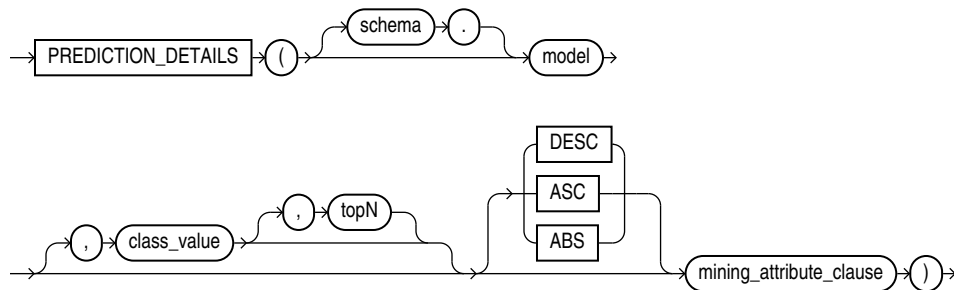 schema .
PREDICTION_DETAILS ( model
DESC
, topN ASC
, class_value ABS
mining_attribute_clause )